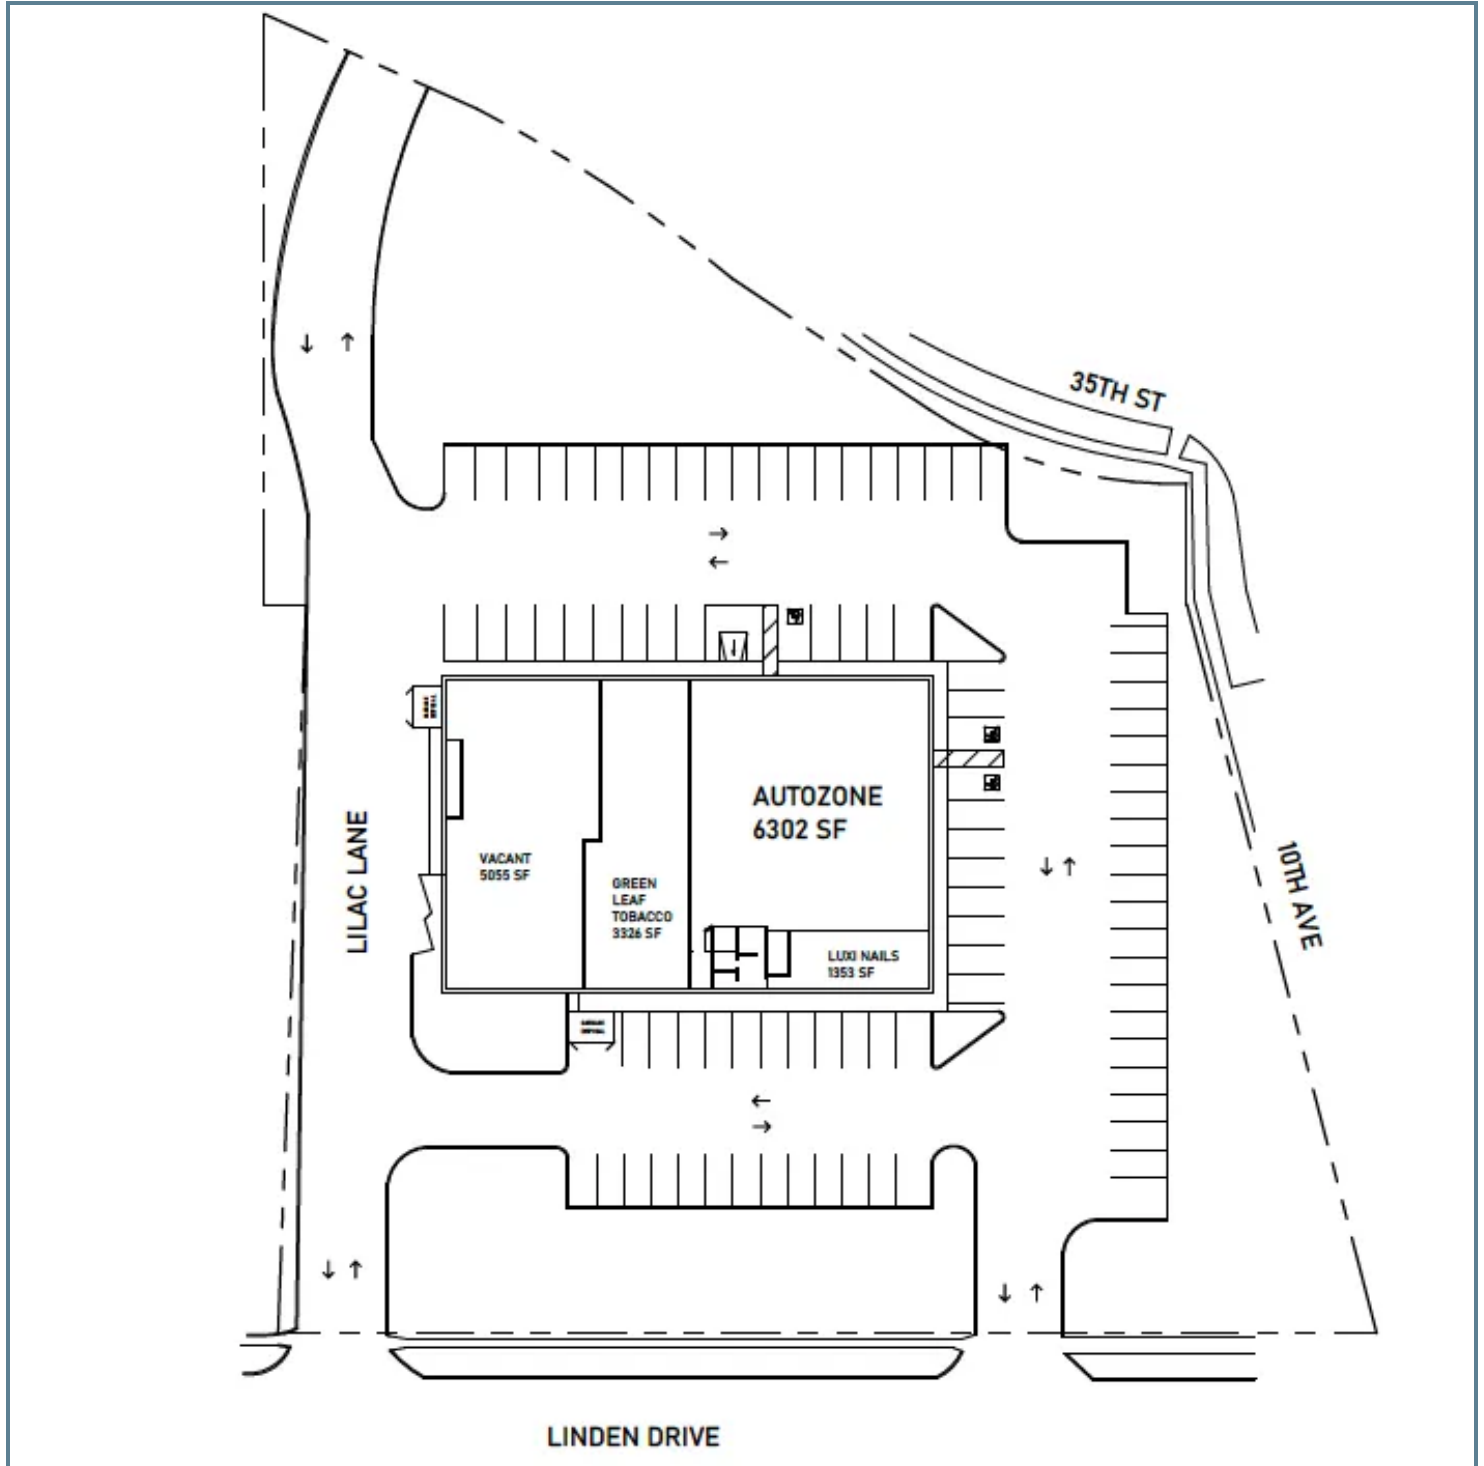 35TH ST
AUTOZONE
6302 SF
LILAC LANE
VACANT
5055 SF
GREEN
LEAF
TOBACCO
3326 SF
10TH AVE
LUXI NAILS
1353 SF
LINDEN DRIVE